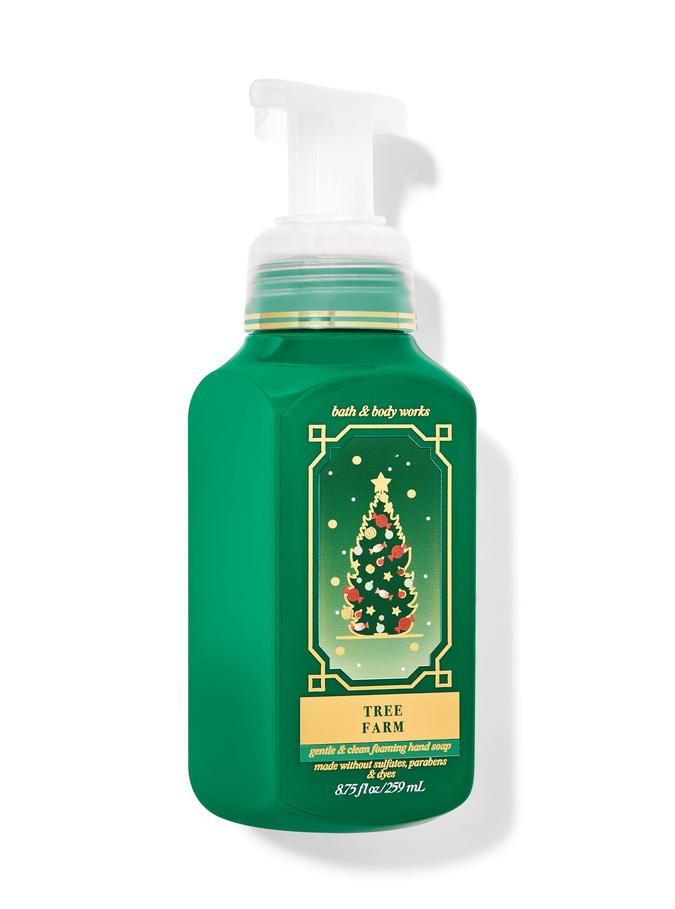 bath & body works
TREE
FARM
gentle & clean foaming hand soap
made without sulfates, parabens
& dyes
8.75 fl oz/259 mL